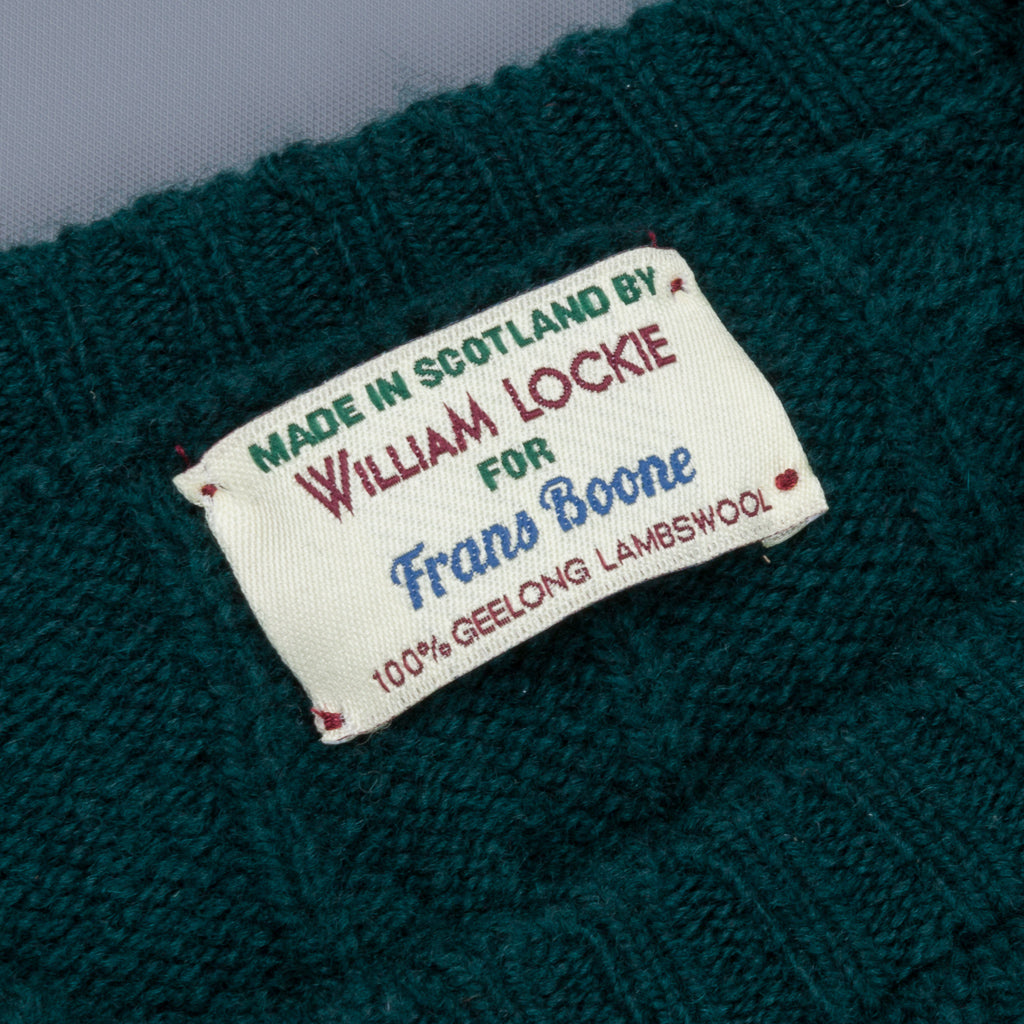 MADE IN SCOTLAND BY
WILLIAM LOCKIE
FOR
Frans Boone
100% GEELONG LAMBSWOOL